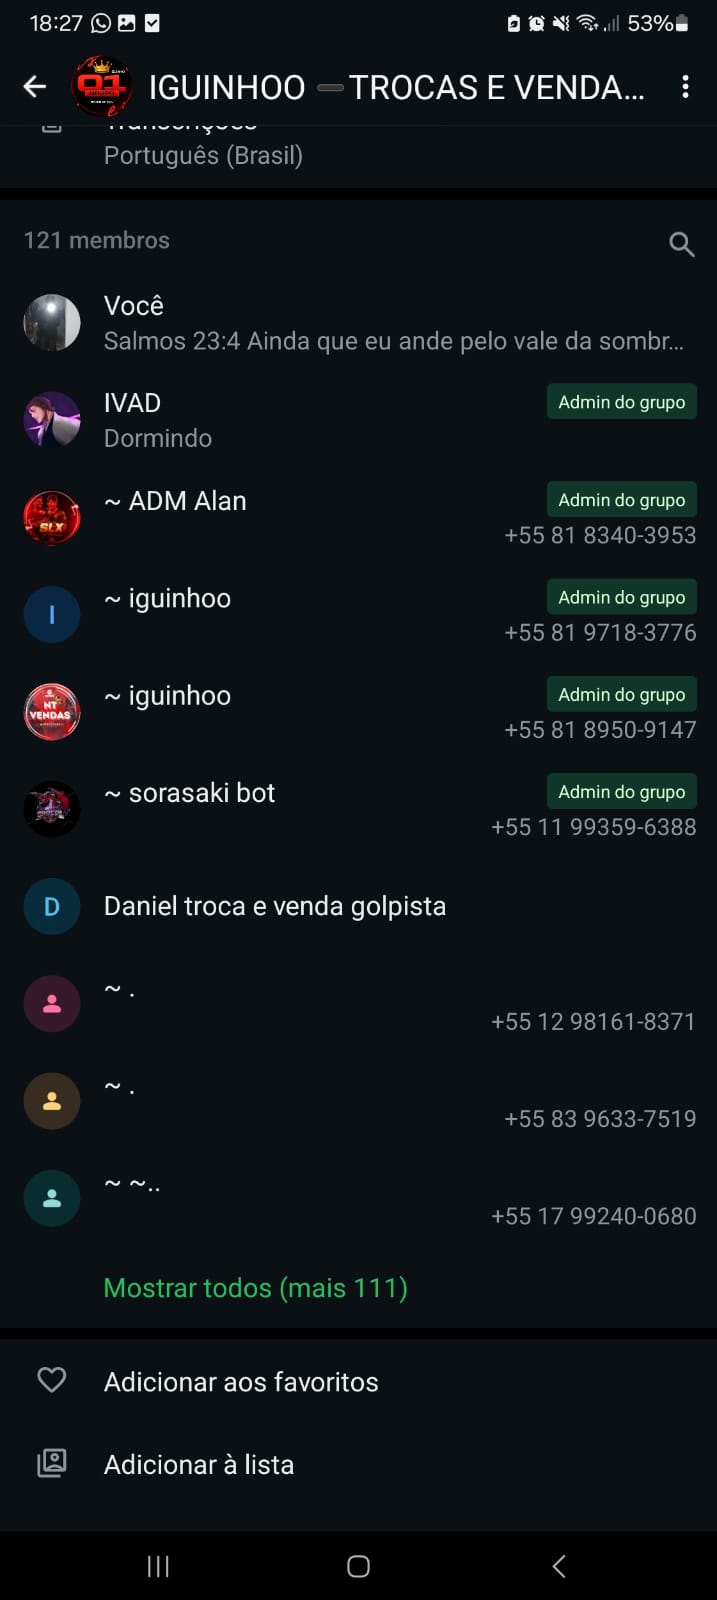 18:27 53%
IGUINHOO ➖TROCAS E VENDA...
Transcrições
Português (Brasil)
121 membros
Você
Salmos 23:4 Ainda que eu ande pelo vale da sombr...
IVAD
Admin do grupo
Dormindo
~ ADM Alan
Admin do grupo
+55 81 8340-3953
SLX
~ iguinhoo
Admin do grupo
+55 81 9718-3776
I
~ iguinhoo
Admin do grupo
+55 81 8950-9147
NT
VENDAS
~ sorasaki bot
Admin do grupo
+55 11 99359-6388
D
Daniel troca e venda golpista
~ .
+55 12 98161-8371
~ .
+55 83 9633-7519
~ ~..
+55 17 99240-0680
Mostrar todos (mais 111)
Adicionar aos favoritos
Adicionar à lista